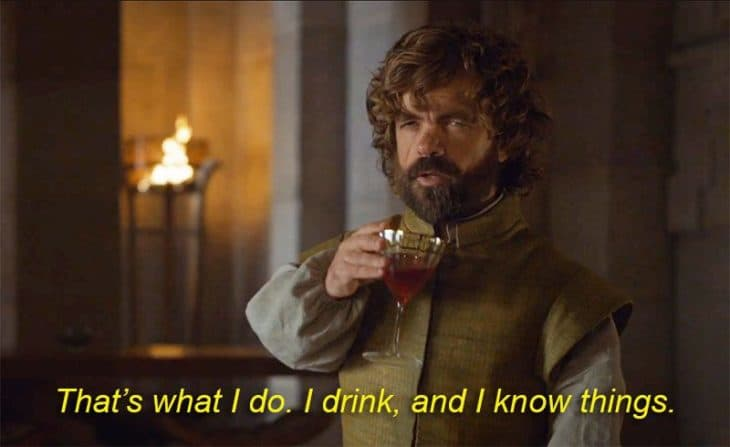 That's what I do. I drink, and I know things.